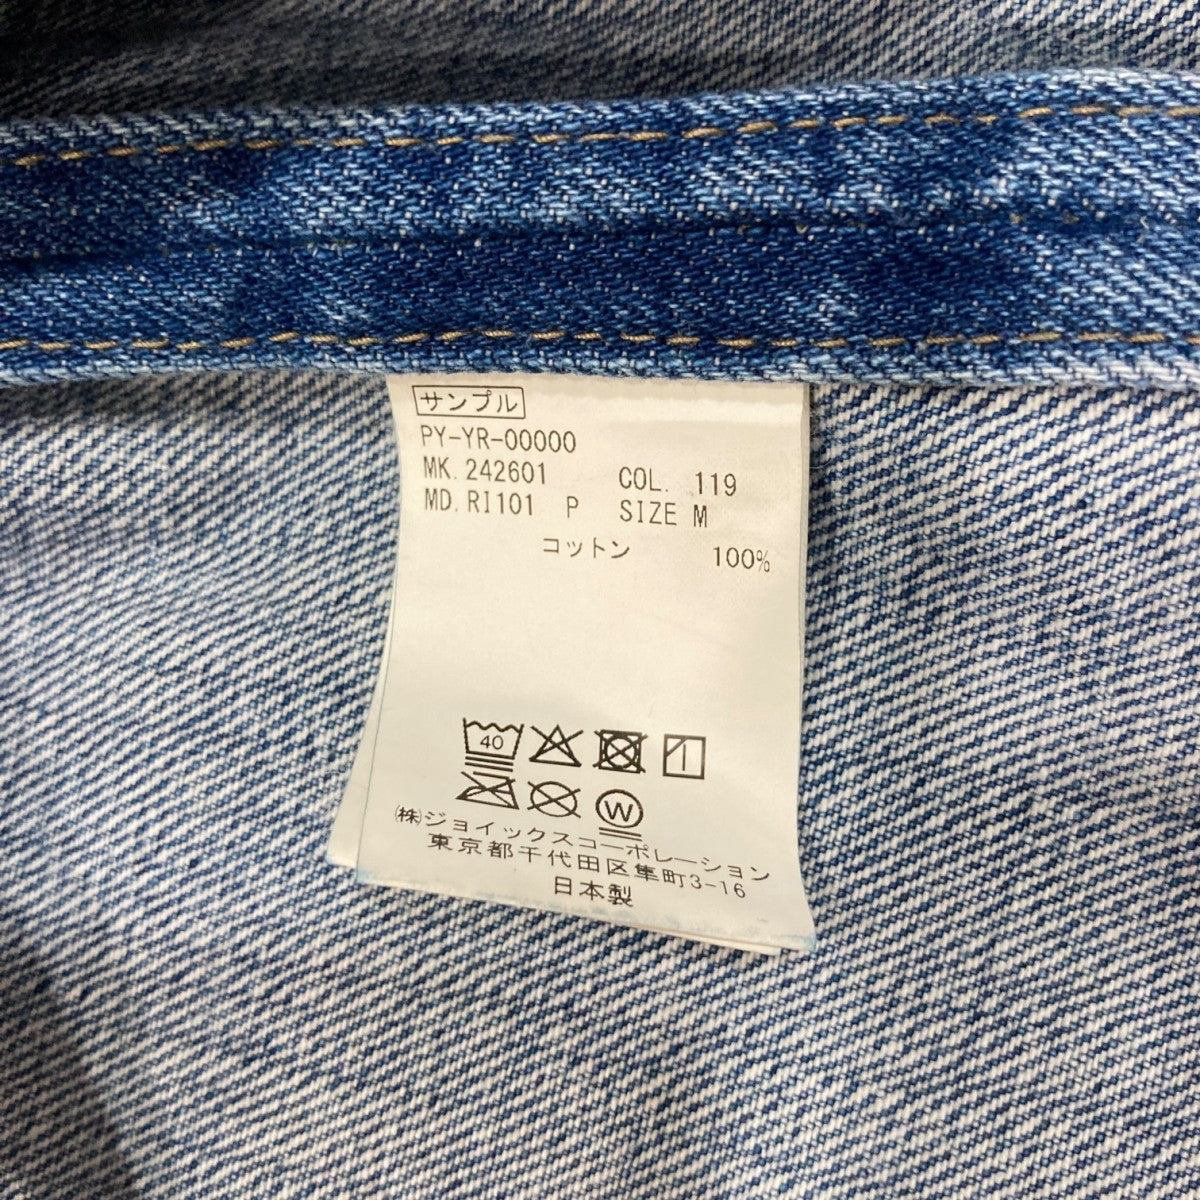 サンプル
PY-YR-00000
MK. 242601 COL. 119
MD. RI101 P SIZE M
コットン 100%
40
W
㈱ジョイックスコーポレーション
東京都千代田区隼町3-16
日本製